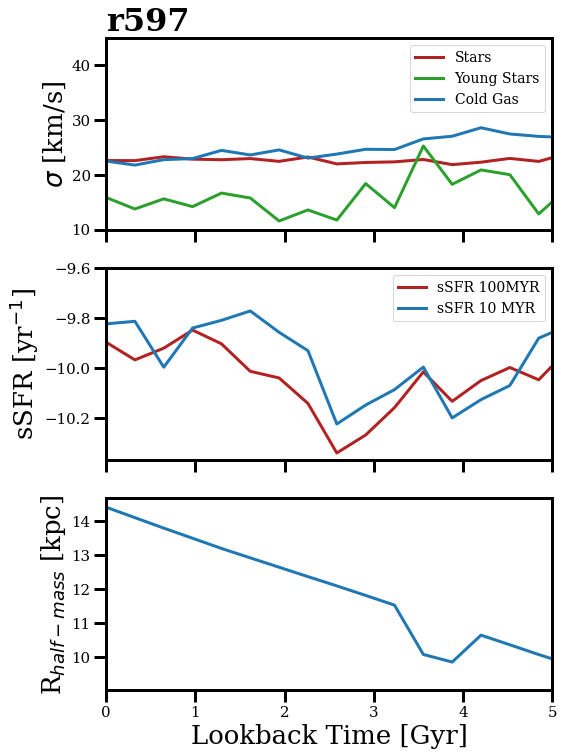 r597
σ [km/s]
40
30
20
10
Stars
Young Stars
Cold Gas
sSFR [yr⁻¹]
−9.6
−9.8
−10.0
−10.2
sSFR 100MYR
sSFR 10 MYR
R_half−mass [kpc]
14
13
12
11
10
0 1 2 3 4 5
Lookback Time [Gyr]